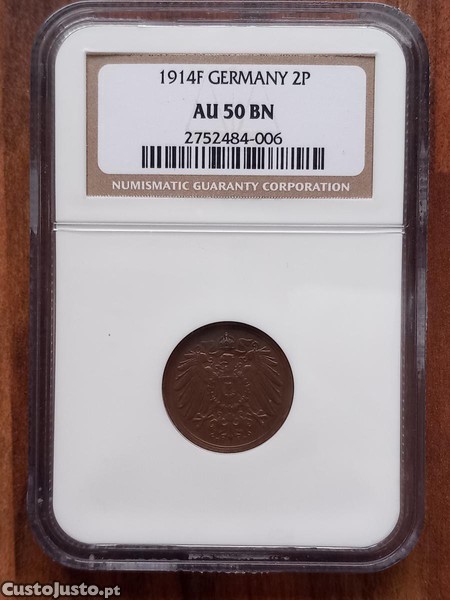 1914F GERMANY 2P
AU 50 BN
2752484-006
NUMISMATIC GUARANTY CORPORATION
CustoJusto.pt